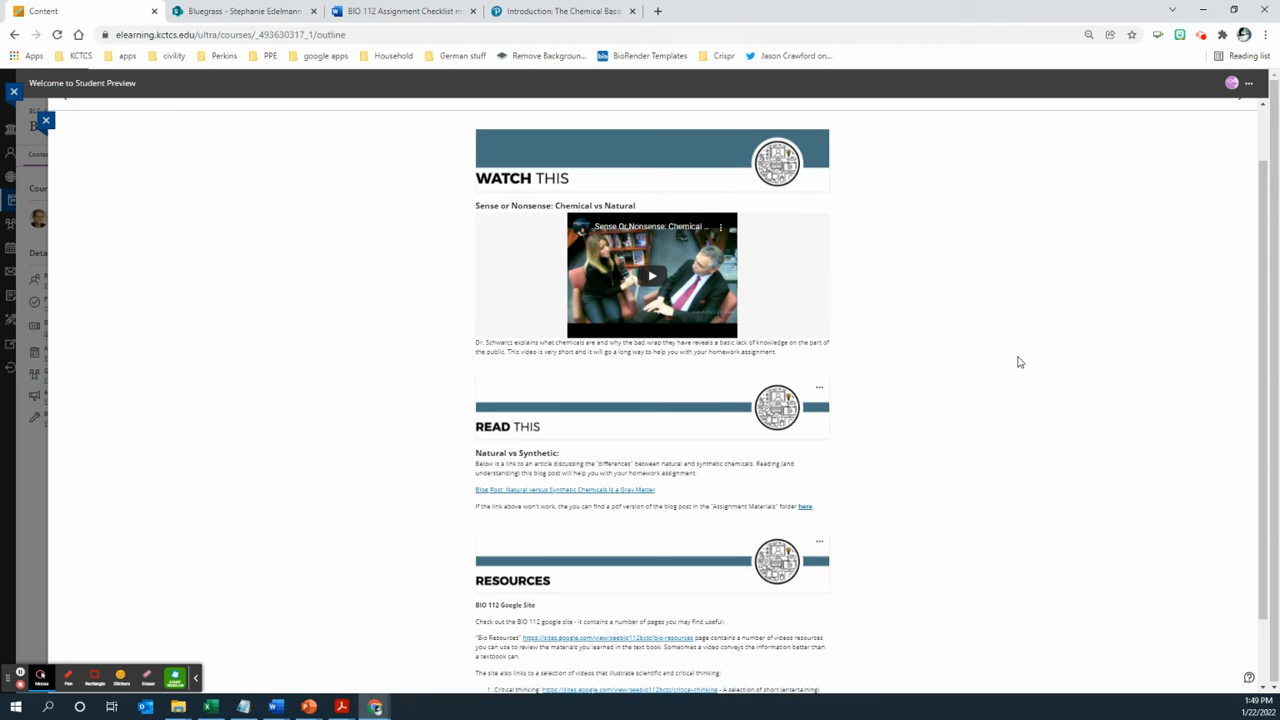 Content
Bluegrass - Stephanie Edelmann
BIO 112 Assignment Checklist m
Introduction: The Chemical Basi
elearning.kctcs.edu/ultra/courses/_493630317_1/outline
Apps
KCTCS
apps
civility
Perkins
PPE
google apps
Household
German stuff
Remove Backgroun...
BioRender Templates
Crispr
Jason Crawford on...
Reading list
Welcome to Student Preview
WATCH THIS
Sense or Nonsense: Chemical vs Natural
Sense Or Nonsense: Chemical ...
Dr. Schwarcz explains what chemicals are and why the bad wrap they have reveals a basic lack of knowledge on the part of
the public. This video is very short and it will go a long way to help you with your homework assignment.
READ THIS
Natural vs Synthetic:
Below is a link to an article discussing the "differences" between natural and synthetic chemicals. Reading (and
understanding) this blog post will help you with your homework assignment.
Blog Post: Natural versus Synthetic Chemicals Is a Gray Matter
If the link above won't work, the you can find a pdf version of the blog post in the "Assignment Materials" folder here
RESOURCES
BIO 112 Google Site
Check out the BIO 112 google site - it contains a number of pages you may find useful:
"Bio Resources" https://sites.google.com/view/seebio112bctc/bio-resources page contains a number of videos resources
you can use to review the materials you learned in the text book. Sometimes a video conveys the information better than
a textbook can.
The site also links to a selection of videos that illustrate scientific and critical thinking:
1. Critical thinking: https://sites.google.com/view/seebio112bctc/critical-thinking - A selection of short (entertaining)
Mouse
Pen
Rectangle
Eraser
START WEBCAM
1:49 PM
1/22/2022